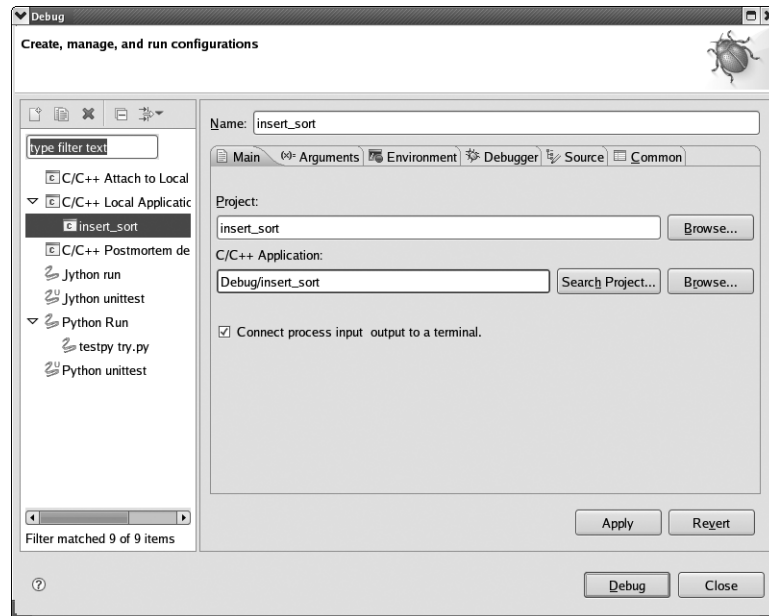 Debug
Create, manage, and run configurations
type filter text
C/C++ Attach to Local
C/C++ Local Applicatic
insert_sort
C/C++ Postmortem de
Jython run
Jython unittest
Python Run
testpy try.py
Python unittest
Filter matched 9 of 9 items
Name: insert_sort
Main Arguments Environment Debugger Source Common
Project:
insert_sort Browse...
C/C++ Application:
Debug/insert_sort Search Project... Browse...
Connect process input output to a terminal.
Apply Revert
Debug Close